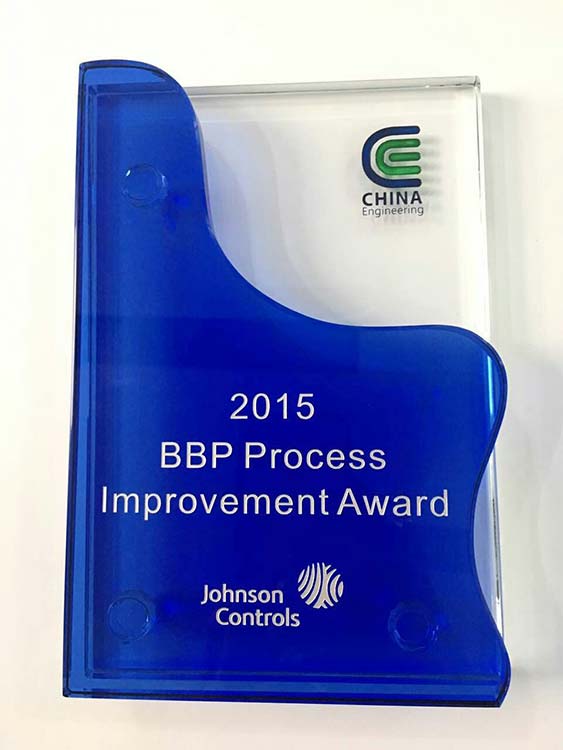 CHINA
Engineering
2015
BBP Process
Improvement Award
Johnson
Controls